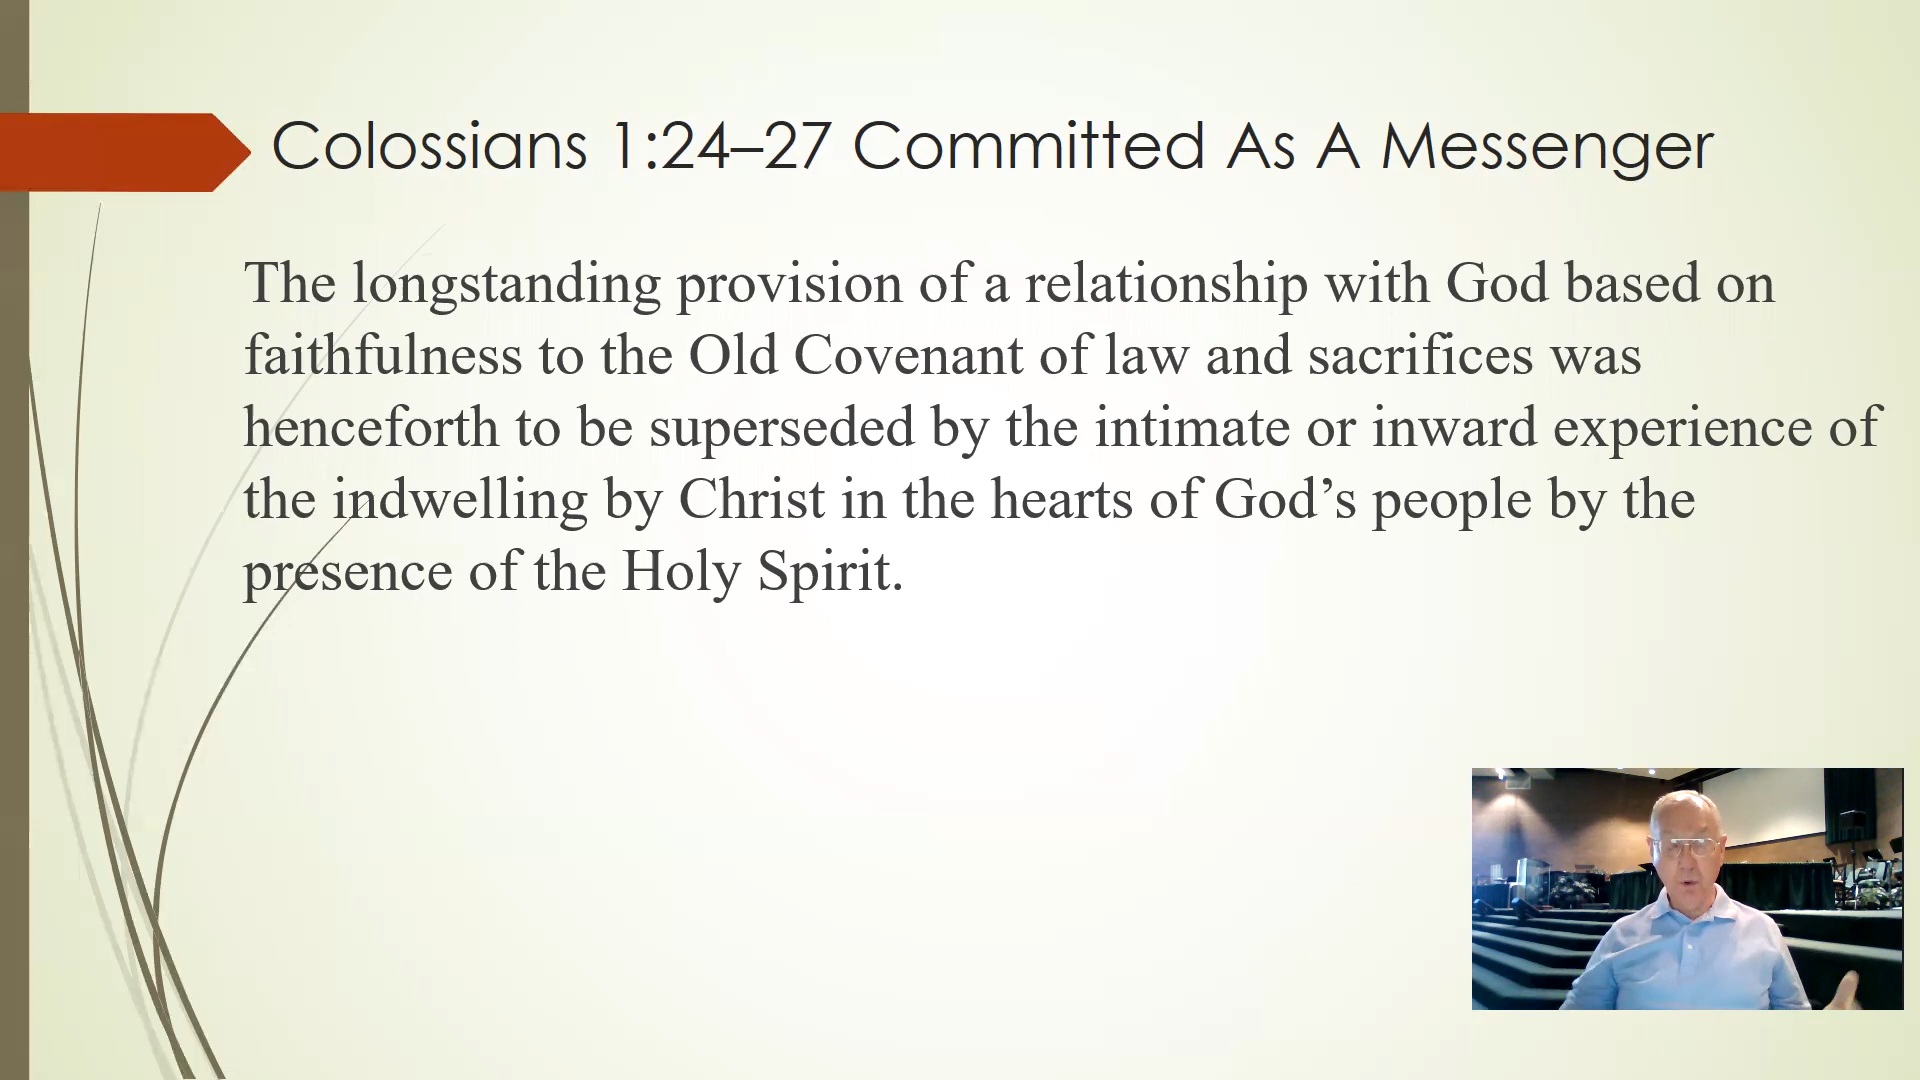 Colossians 1:24–27 Committed As A Messenger
The longstanding provision of a relationship with God based on
faithfulness to the Old Covenant of law and sacrifices was
henceforth to be superseded by the intimate or inward experience of
the indwelling by Christ in the hearts of God’s people by the
presence of the Holy Spirit.